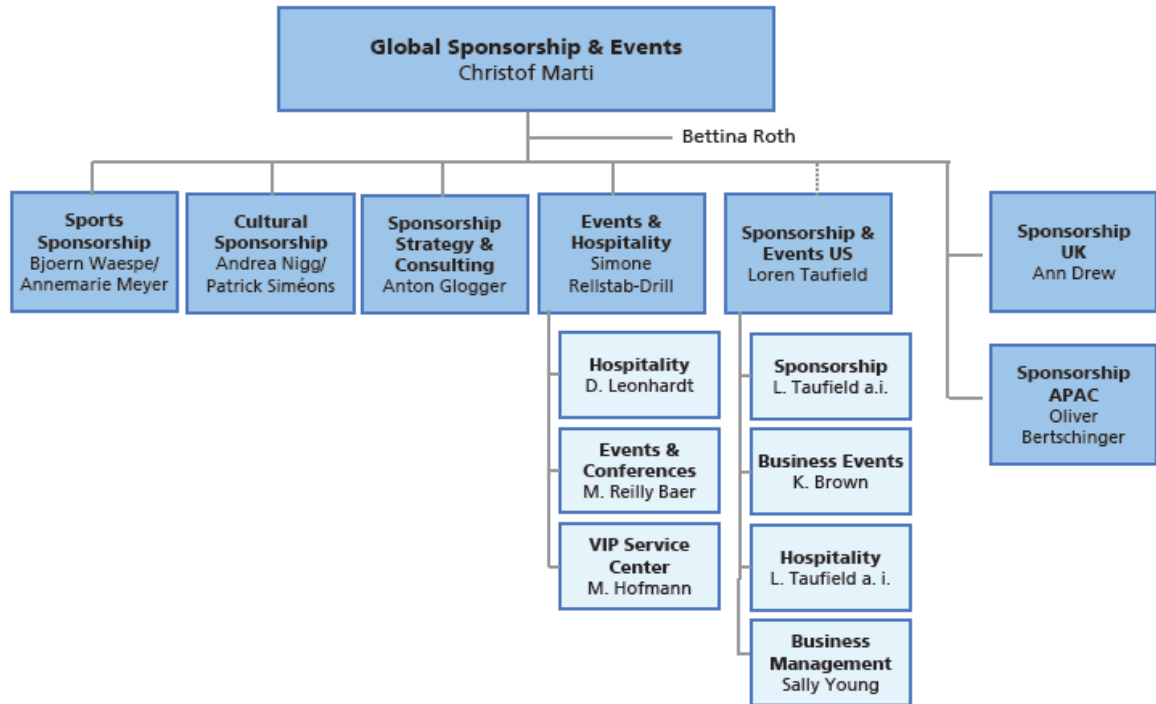 Global Sponsorship & Events
Christof Marti
Bettina Roth
Sports
Sponsorship
Bjoern Waespe/
Annemarie Meyer
Cultural
Sponsorship
Andrea Nigg/
Patrick Siméons
Sponsorship
Strategy &
Consulting
Anton Glogger
Events &
Hospitality
Simone
Rellstab-Drill
Sponsorship &
Events US
Loren Taufield
Sponsorship
UK
Ann Drew
Hospitality
D. Leonhardt
Events &
Conferences
M. Reilly Baer
VIP Service
Center
M. Hofmann
Sponsorship
L. Taufield a.i.
Business Events
K. Brown
Hospitality
L. Taufield a. i.
Business
Management
Sally Young
Sponsorship
APAC
Oliver
Bertschinger